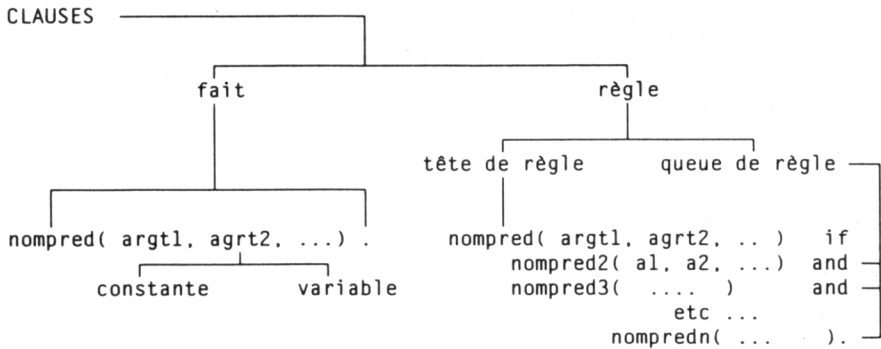 CLAUSES
fait règle
tête de règle queue de règle
nompred( argt1, agrt2, ...) . nompred( argt1, agrt2, .. ) if
nompred2( a1, a2, ...) and
constante variable nompred3( .... ) and
etc ...
nompredn( ... ).